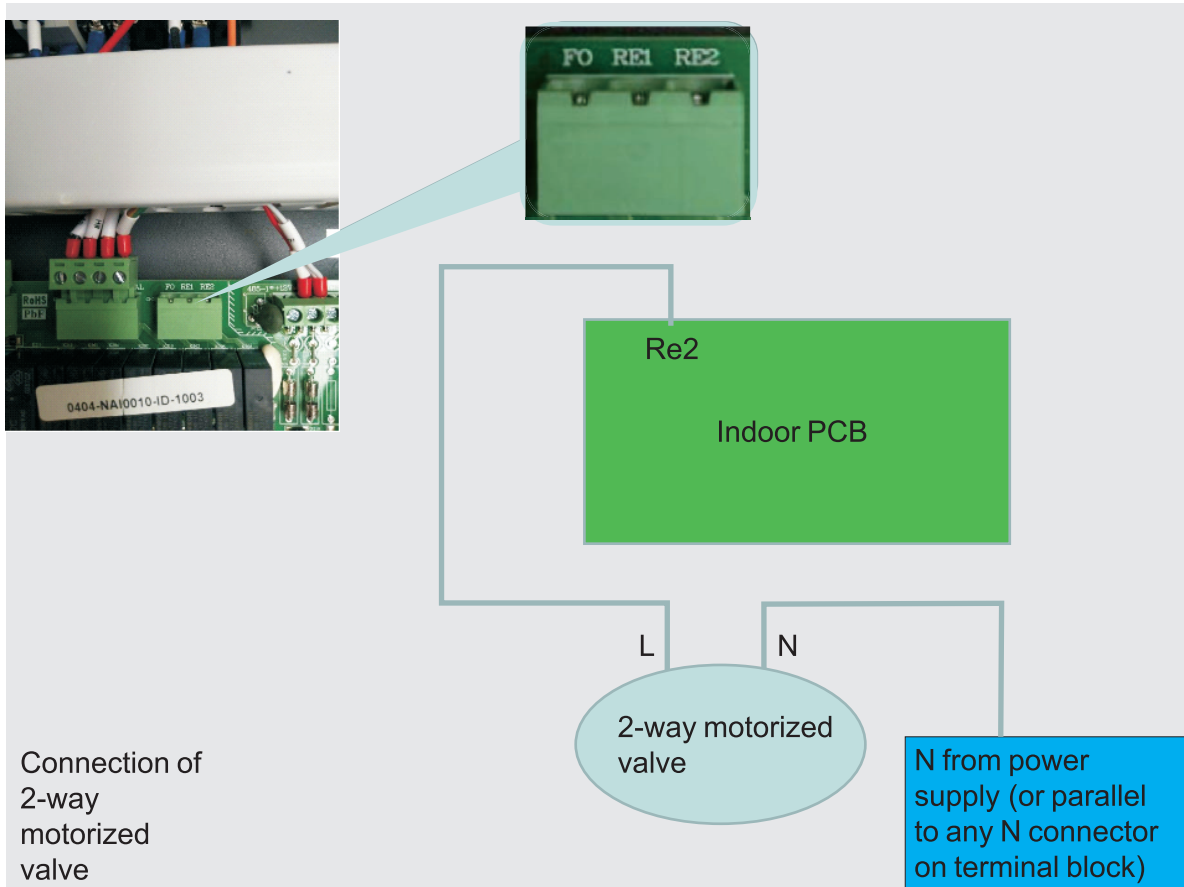 FO RE1 RE2
FO RE1 RE2
RoHS
PbF
0404-NAI0010-ID-1003
Re2
Indoor PCB
L
N
2-way motorized
valve
Connection of
2-way
motorized
valve
N from power
supply (or parallel
to any N connector
on terminal block)